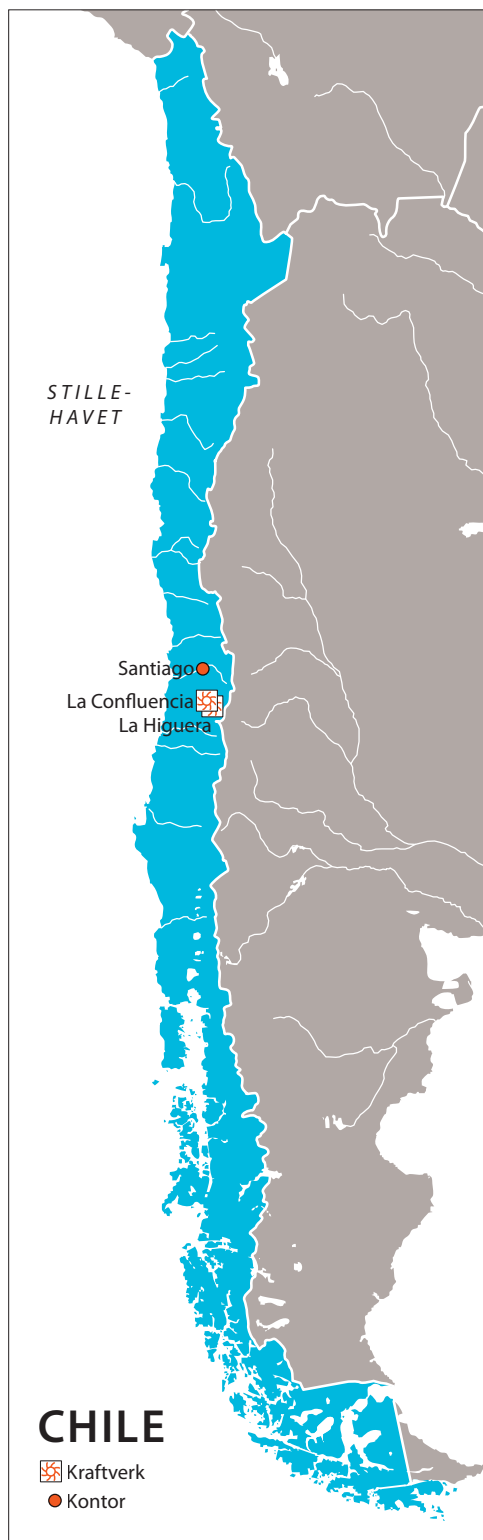 STILLE-
HAVET
Santiago
La Confluencia
La Higuera
CHILE
Kraftverk
Kontor